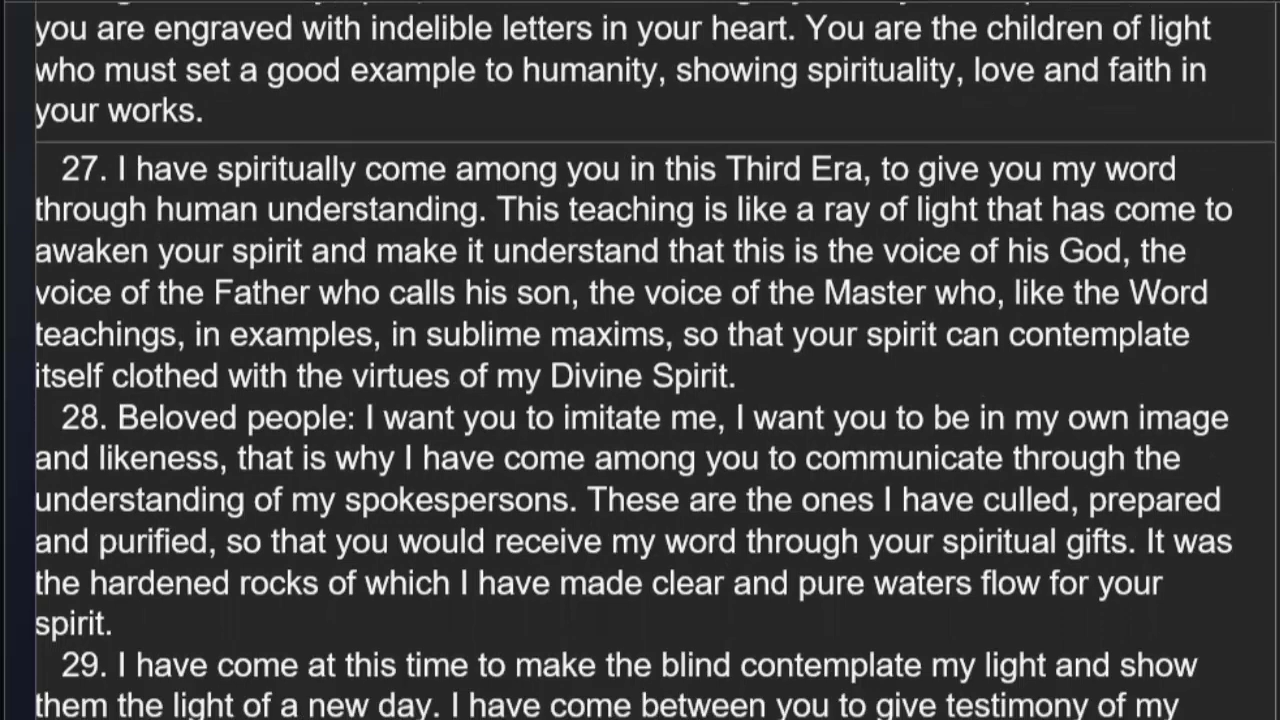 you are engraved with indelible letters in your heart. You are the children of light
who must set a good example to humanity, showing spirituality, love and faith in
your works.
27. I have spiritually come among you in this Third Era, to give you my word
through human understanding. This teaching is like a ray of light that has come to
awaken your spirit and make it understand that this is the voice of his God, the
voice of the Father who calls his son, the voice of the Master who, like the Word
teachings, in examples, in sublime maxims, so that your spirit can contemplate
itself clothed with the virtues of my Divine Spirit.
28. Beloved people: I want you to imitate me, I want you to be in my own image
and likeness, that is why I have come among you to communicate through the
understanding of my spokespersons. These are the ones I have culled, prepared
and purified, so that you would receive my word through your spiritual gifts. It was
the hardened rocks of which I have made clear and pure waters flow for your
spirit.
29. I have come at this time to make the blind contemplate my light and show
them the light of a new day. I have come between you to give testimony of my